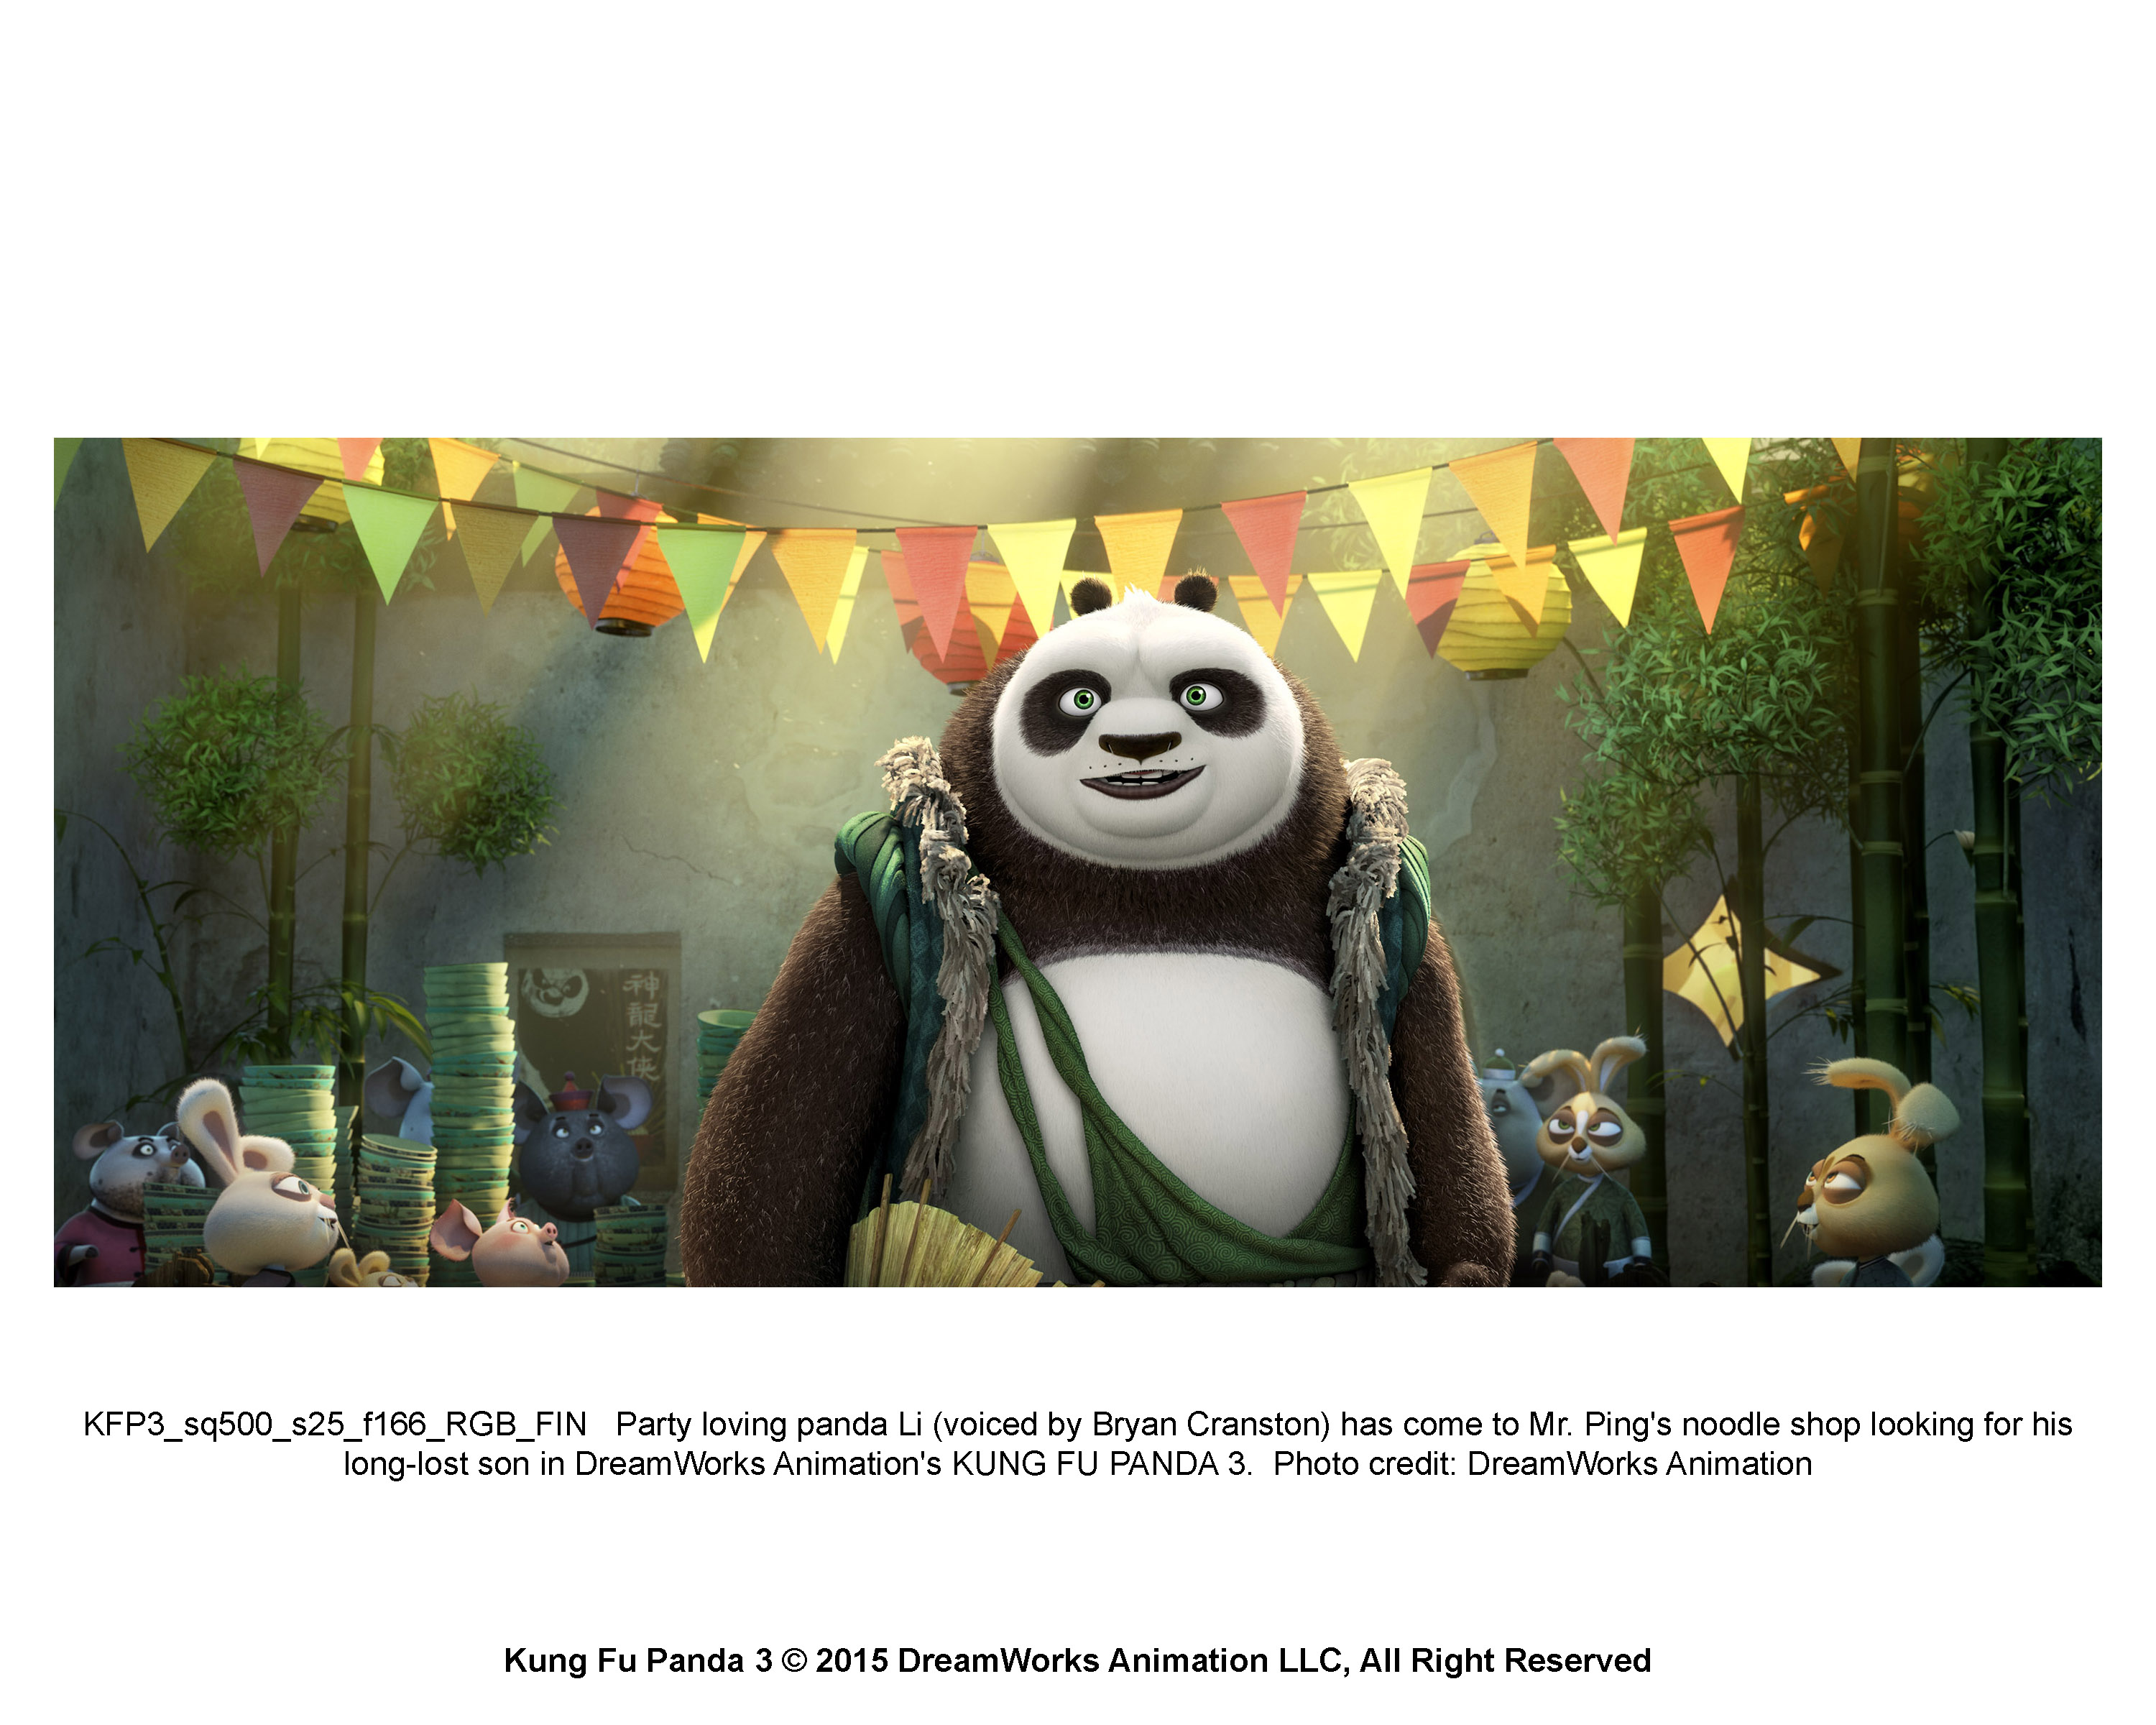 神龍大俠
KFP3_sq500_s25_f166_RGB_FIN   Party loving panda Li (voiced by Bryan Cranston) has come to Mr. Ping's noodle shop looking for his
long-lost son in DreamWorks Animation's KUNG FU PANDA 3.  Photo credit: DreamWorks Animation
Kung Fu Panda 3 © 2015 DreamWorks Animation LLC, All Right Reserved